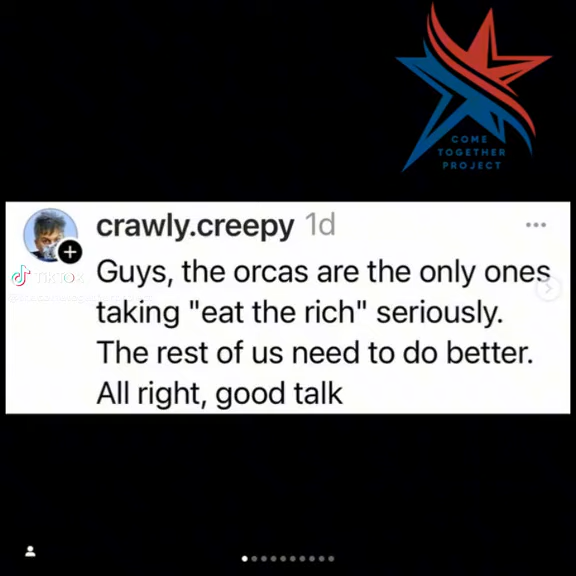 COME
TOGETHER
PROJECT
crawly.creepy 1d
Guys, the orcas are the only ones
TikTok
taking "eat the rich" seriously.
The rest of us need to do better.
All right, good talk